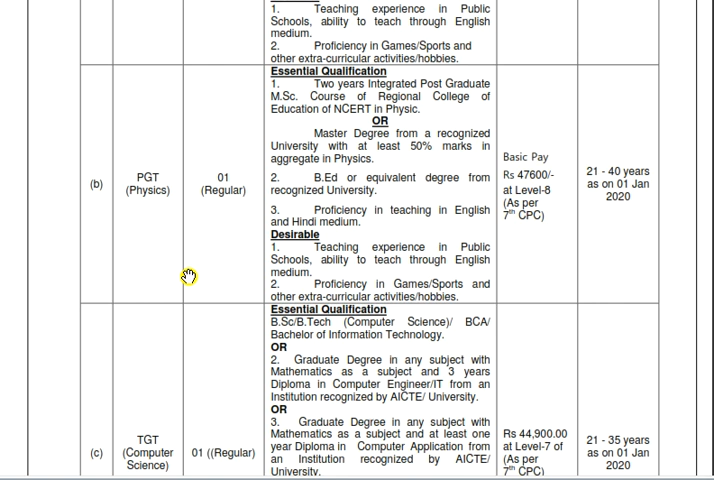 1. Teaching experience in Public
Schools, ability to teach through English
medium.
2. Proficiency in Games/Sports and
other extra-curricular activities/hobbies.
(b)
PGT
(Physics)
01
(Regular)
Essential Qualification
1. Two years Integrated Post Graduate
M.Sc. Course of Regional College of
Education of NCERT in Physic.
OR
Master Degree from a recognized
University with at least 50% marks in
aggregate in Physics.
2. B.Ed or equivalent degree from
recognized University.
3. Proficiency in teaching in English
and Hindi medium.
Desirable
1. Teaching experience in Public
Schools, ability to teach through English
medium.
2. Proficiency in Games/Sports and
other extra-curricular activities/hobbies.
Basic Pay
Rs 47600/-
at Level-8
(As per
7th CPC)
21 - 40 years
as on 01 Jan
2020
(c)
TGT
(Computer
Science)
01 ((Regular)
Essential Qualification
B.Sc/B.Tech (Computer Science)/ BCA/
Bachelor of Information Technology.
OR
2. Graduate Degree in any subject with
Mathematics as a subject and 3 years
Diploma in Computer Engineer/IT from an
Institution recognized by AICTE/ University.
OR
3. Graduate Degree in any subject with
Mathematics as a subject and at least one
year Diploma in Computer Application from
an Institution recognized by AICTE/
University.
Rs 44,900.00
at Level-7 of
(As per
7th CPC)
21 - 35 years
as on 01 Jan
2020